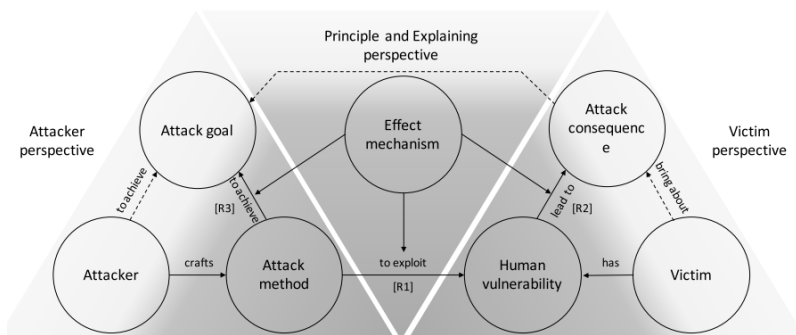 Principle and Explaining
perspective
Attacker
perspective
Attack goal
Effect
mechanism
Attack
consequenc
e
Victim
perspective
to achieve
to achieve
[R3]
lead to
[R2]
bring about
Attacker
crafts
Attack
method
to exploit
[R1]
Human
vulnerability
has
Victim